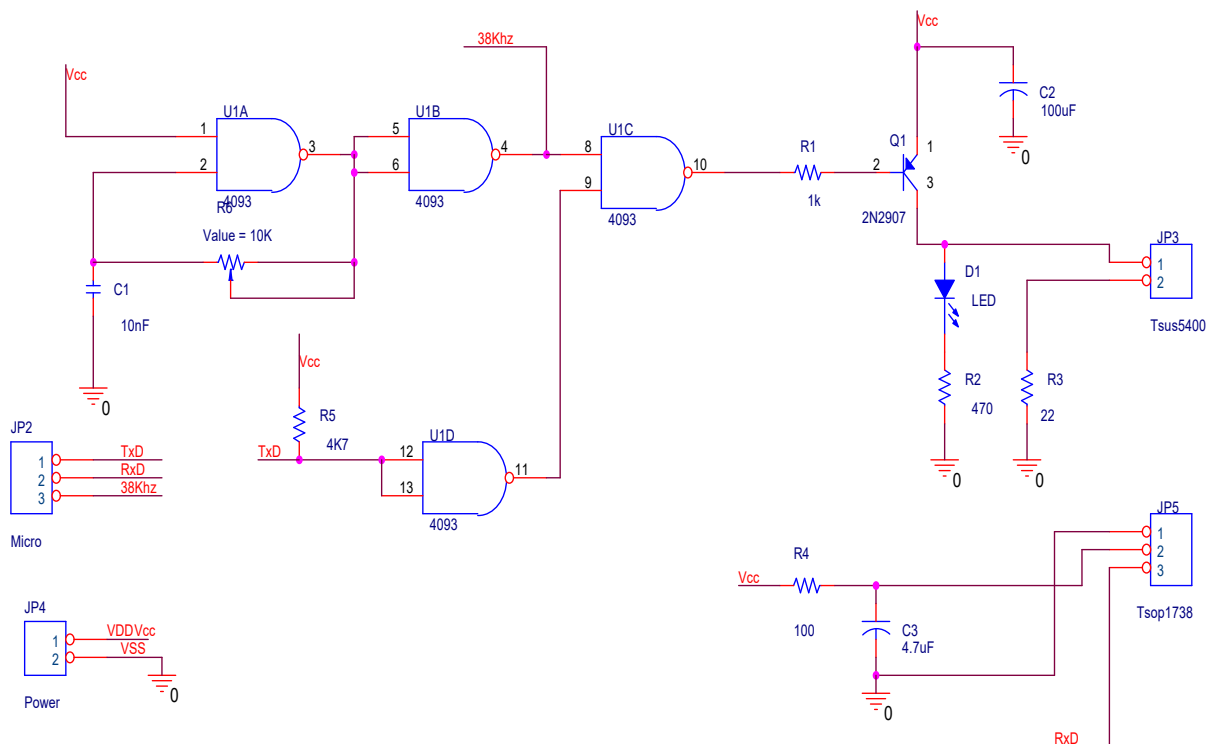 Vcc
38Khz
Vcc
U1A
U1B
U1C
U1D
1
2
3
4093
5
6
4
4093
8
9
10
4093
12
13
11
4093
R6
Value = 10K
C1
10nF
0
R1
1k
Q1
1
2
3
2N2907
C2
100uF
0
D1
LED
R2
470
0
R3
22
0
JP3
1
2
Tsus5400
Vcc
R5
4K7
TxD
JP2
1
2
3
TxD
RxD
38Khz
Micro
JP4
1
2
VDDVcc
VSS
0
Power
Vcc
R4
100
C3
4.7uF
0
JP5
1
2
3
Tsop1738
RxD